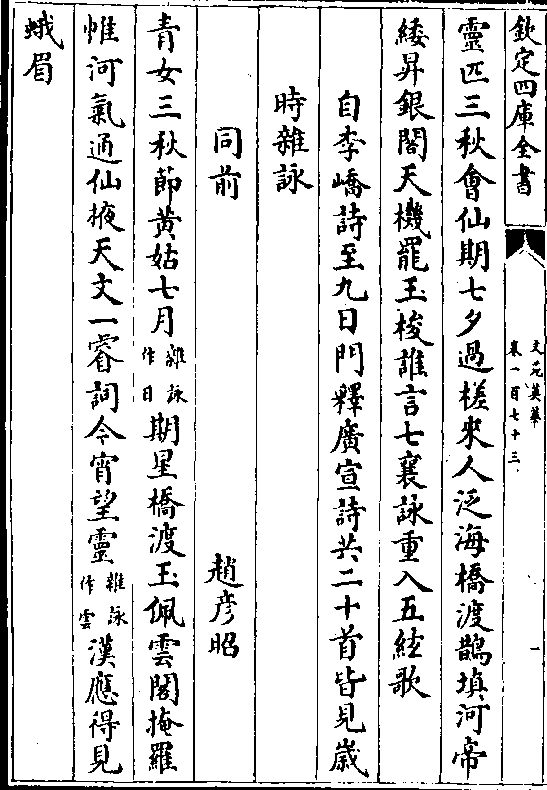 欽定四庫全書
文苑英華
卷一百七十三
一
靈匹三秋會仙期七夕過槎來人泛海橋渡鵲填河帝
緌昇銀閣天機罷玉梭誰言七襄詠重入五絃歌
自李嶠詩至九日門釋廣宣詩共二十首皆見歲
時雜詠
同前
趙彦昭
青女三秋節黄姑七月雜詠作日期星橋渡玉佩雲閣掩羅
帷河氣通仙掖天文一睿詞今宵望靈雜詠作雲漢應得見
蛾眉